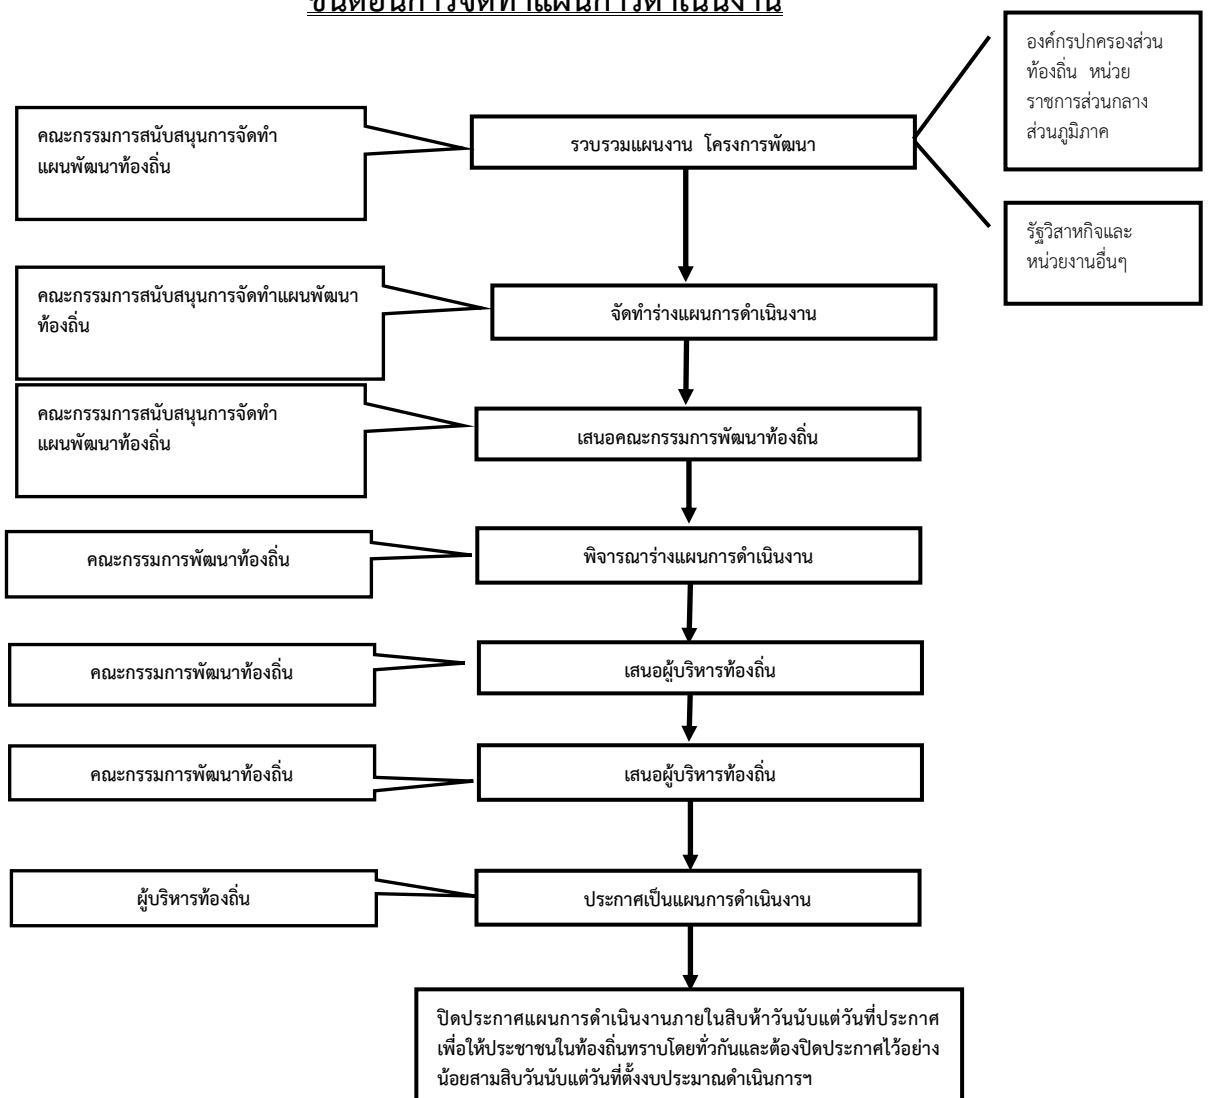 ขั้นตอนการจัดทำแผนการดำเนินงาน
องค์กรปกครองส่วน
ท้องถิ่น หน่วย
ราชการส่วนกลาง
ส่วนภูมิภาค
คณะกรรมการสนับสนุนการจัดทำ
แผนพัฒนาท้องถิ่น
รวบรวมแผนงาน โครงการพัฒนา
รัฐวิสาหกิจและ
หน่วยงานอื่นๆ
คณะกรรมการสนับสนุนการจัดทำแผนพัฒนา
ท้องถิ่น
จัดทำร่างแผนการดำเนินงาน
คณะกรรมการสนับสนุนการจัดทำ
แผนพัฒนาท้องถิ่น
เสนอคณะกรรมการพัฒนาท้องถิ่น
คณะกรรมการพัฒนาท้องถิ่น
พิจารณาร่างแผนการดำเนินงาน
คณะกรรมการพัฒนาท้องถิ่น
เสนอผู้บริหารท้องถิ่น
คณะกรรมการพัฒนาท้องถิ่น
เสนอผู้บริหารท้องถิ่น
ผู้บริหารท้องถิ่น
ประกาศเป็นแผนการดำเนินงาน
ปิดประกาศแผนการดำเนินงานภายในสิบห้าวันนับแต่วันที่ประกาศ
เพื่อให้ประชาชนในท้องถิ่นทราบโดยทั่วกันและต้องปิดประกาศไว้อย่าง
น้อยสามสิบวันนับแต่วันที่ตั้งงบประมาณดำเนินการฯ